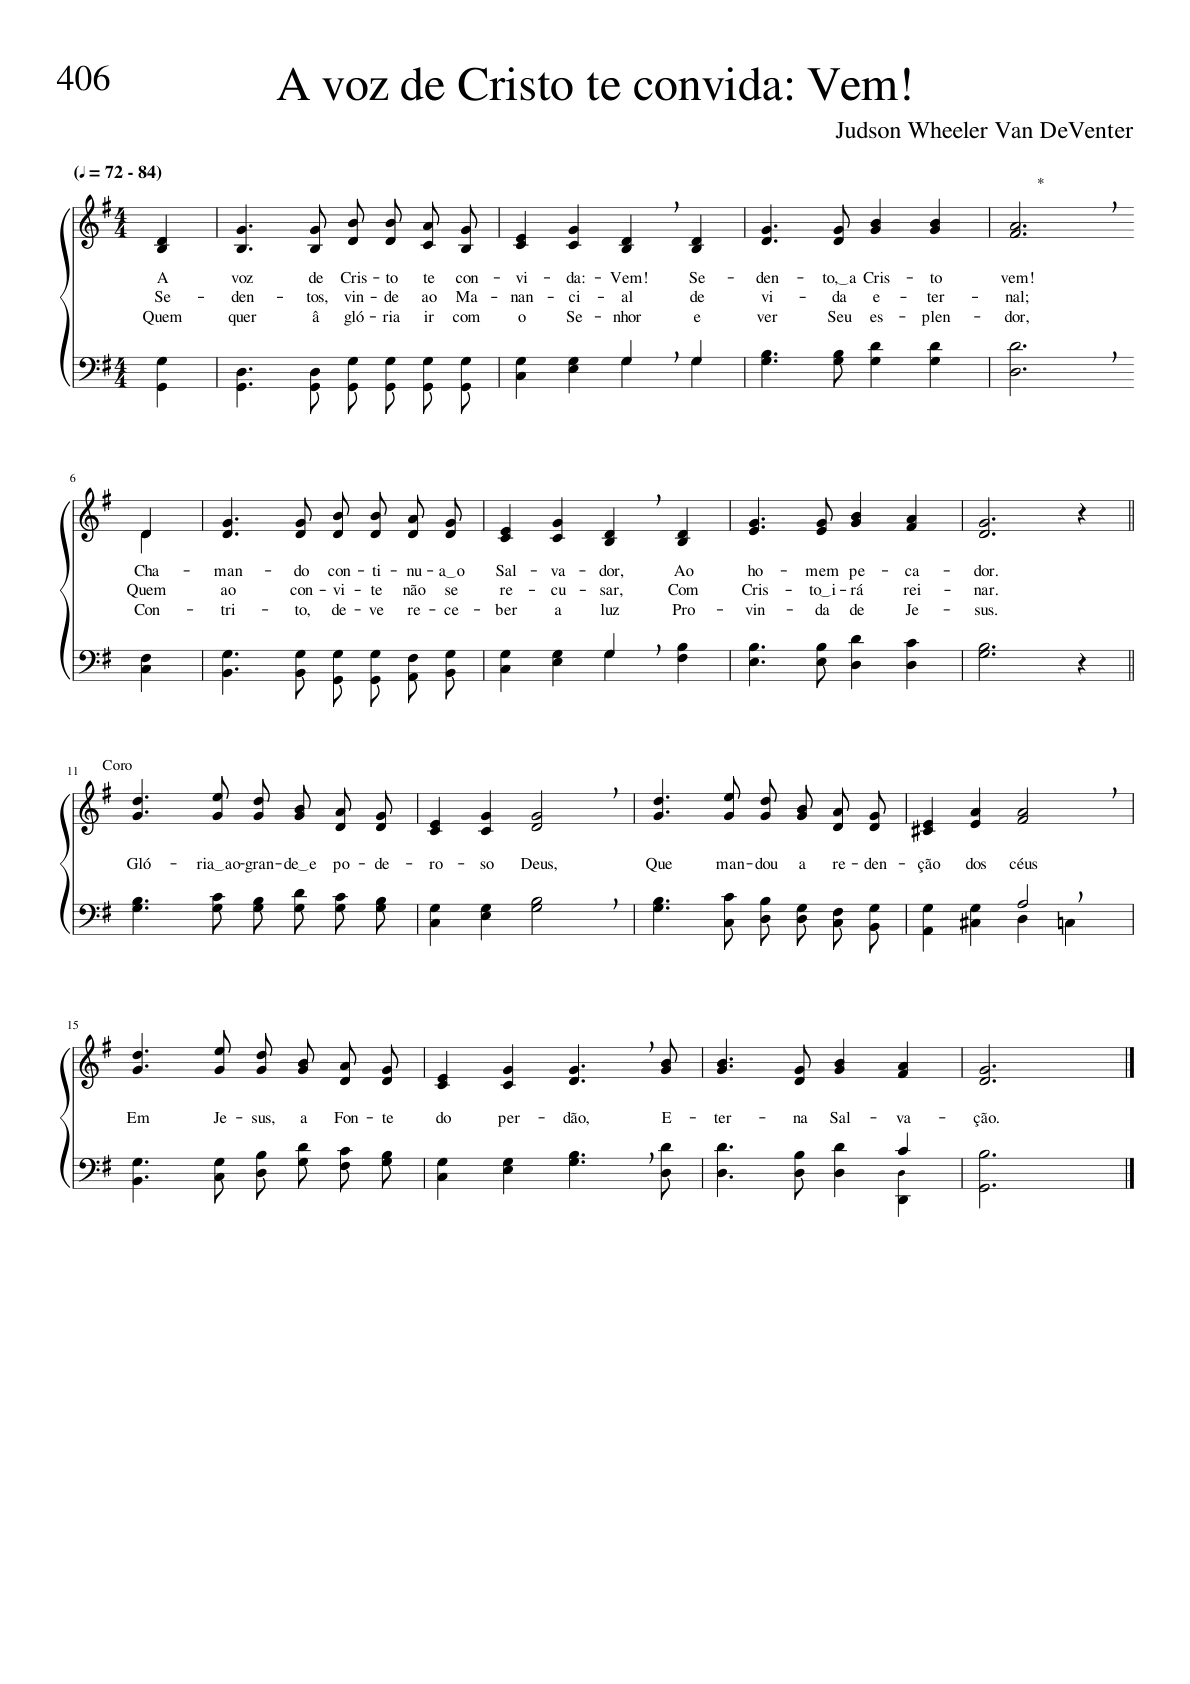 406
A voz de Cristo te convida: Vem!
Judson Wheeler Van DeVenter
(♩ = 72 - 84)
*
A voz de Cris - to te con - vi - da: - Vem! Se - den - to,‿a Cris - to vem!
Se - den - tos, vin - de ao Ma - nan - ci - al de vi - da e - ter - nal;
Quem quer â gló - ria ir com o Se - nhor e ver Seu es - plen - dor,
6
Cha - man - do con - ti - nu - a‿o Sal - va - dor, Ao ho - mem pe - ca - dor.
Quem ao con - vi - te não se re - cu - sar, Com Cris - to‿i - rá rei - nar.
Con - tri - to, de - ve re - ce - ber a luz Pro - vin - da de Je - sus.
11
Coro
Gló - ria‿ao - gran - de‿e po - de - ro - so Deus, Que man - dou a re - den - ção dos céus
15
Em Je - sus, a Fon - te do per - dão, E - ter - na Sal - va - ção.